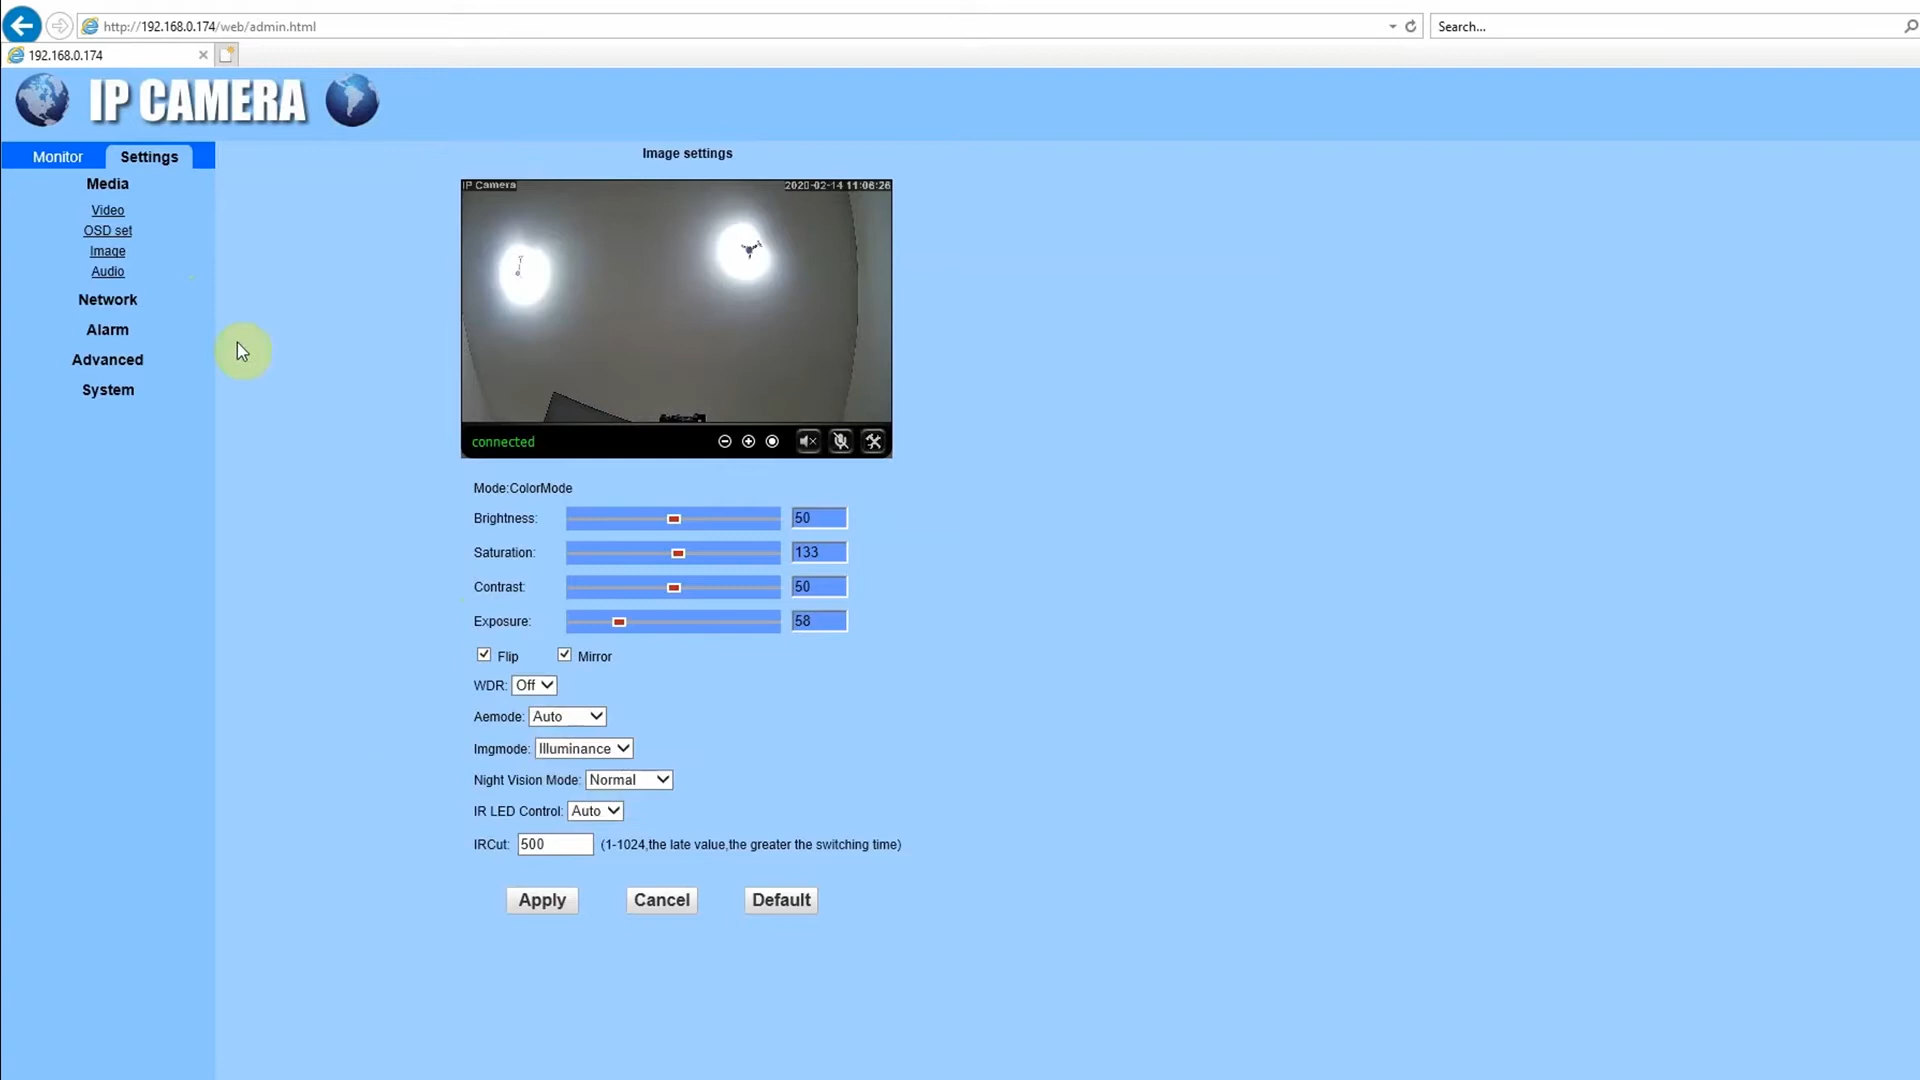 http://192.168.0.174/web/admin.html
Search...
192.168.0.174
IP CAMERA
Monitor
Settings
Image settings
Media
Video
OSD set
Image
Audio
Network
Alarm
Advanced
System
IP Camera
2020-02-14 11:06:26
connected
Mode:ColorMode
Brightness: 50
Saturation: 133
Contrast: 50
Exposure: 58
Flip Mirror
WDR: Off
Aemode: Auto
Imgmode: Illuminance
Night Vision Mode: Normal
IR LED Control: Auto
IRCut: 500 (1-1024,the late value,the greater the switching time)
Apply Cancel Default